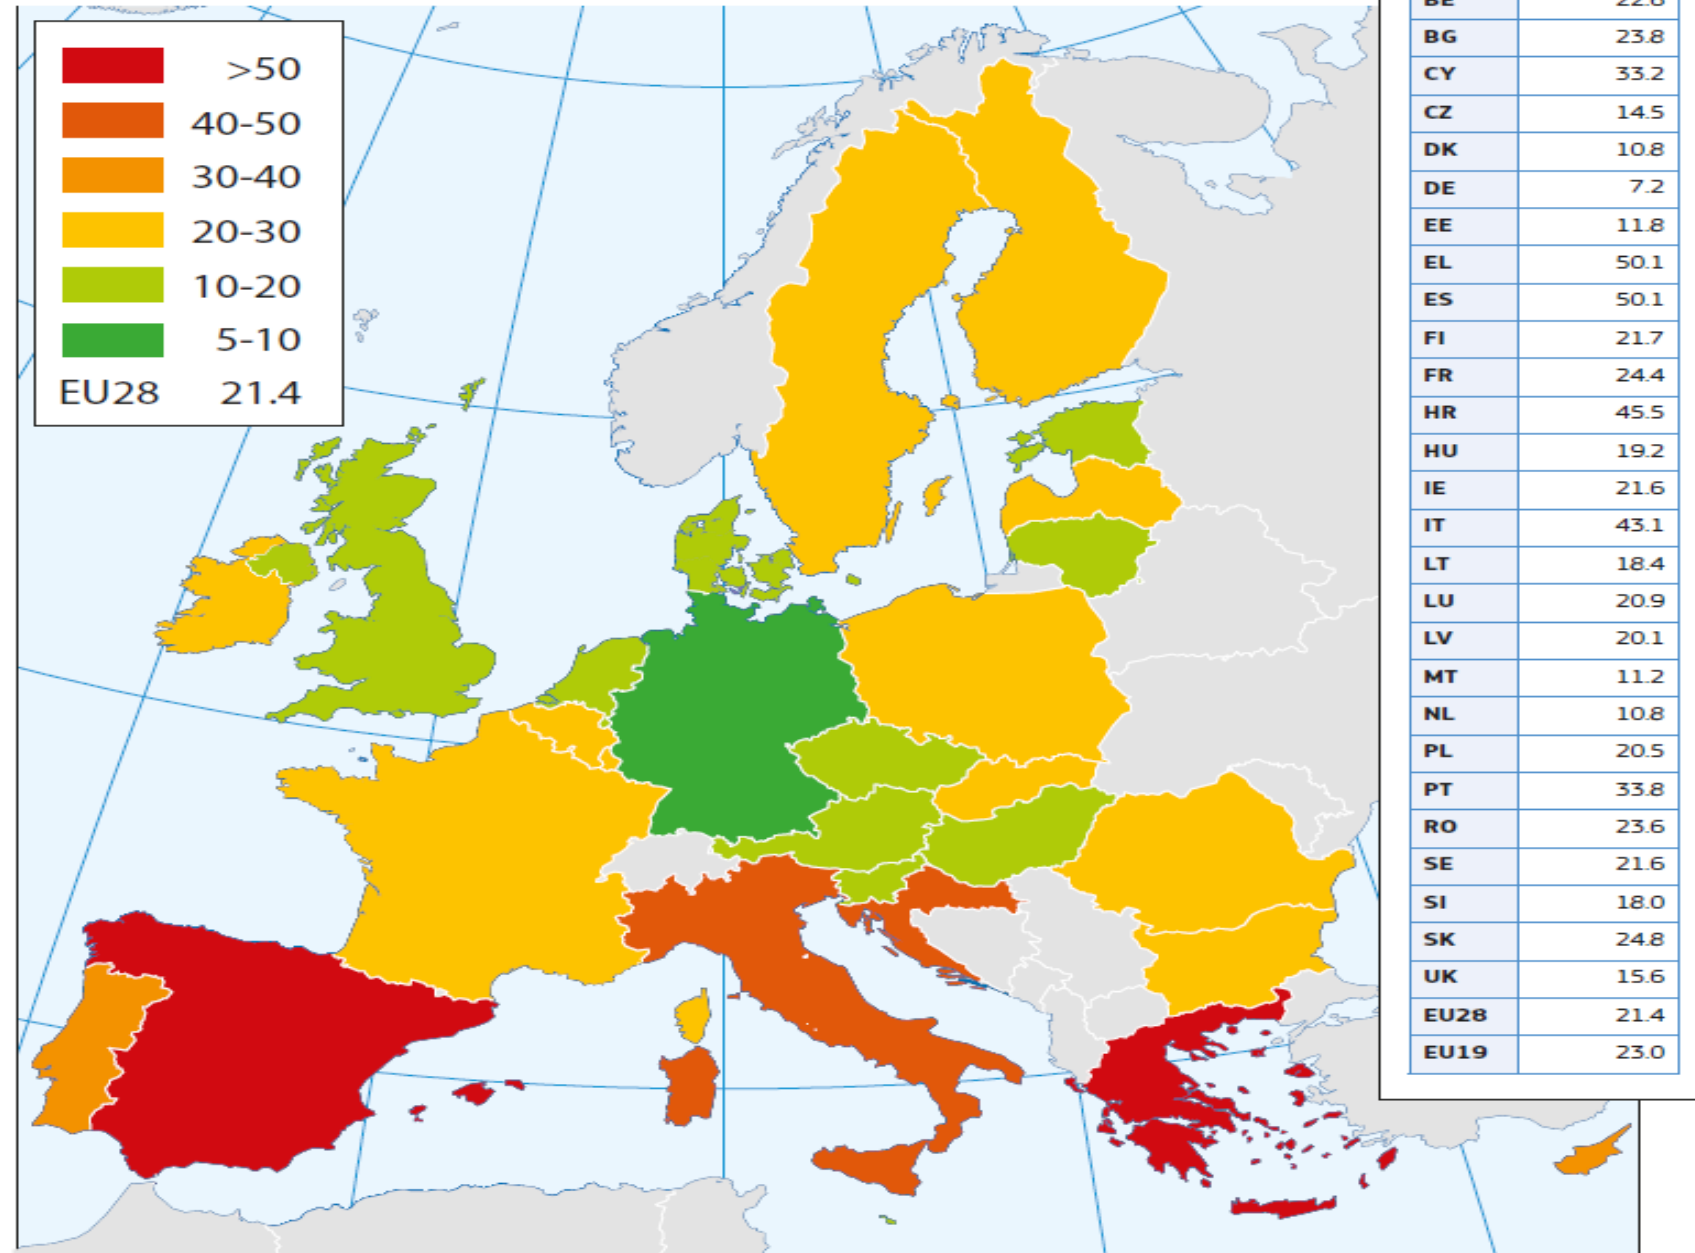 >50
40-50
30-40
20-30
10-20
5-10
EU28 21.4
BE 22.6
BG 23.8
CY 33.2
CZ 14.5
DK 10.8
DE 7.2
EE 11.8
EL 50.1
ES 50.1
FI 21.7
FR 24.4
HR 45.5
HU 19.2
IE 21.6
IT 43.1
LT 18.4
LU 20.9
LV 20.1
MT 11.2
NL 10.8
PL 20.5
PT 33.8
RO 23.6
SE 21.6
SI 18.0
SK 24.8
UK 15.6
EU28 21.4
EU19 23.0